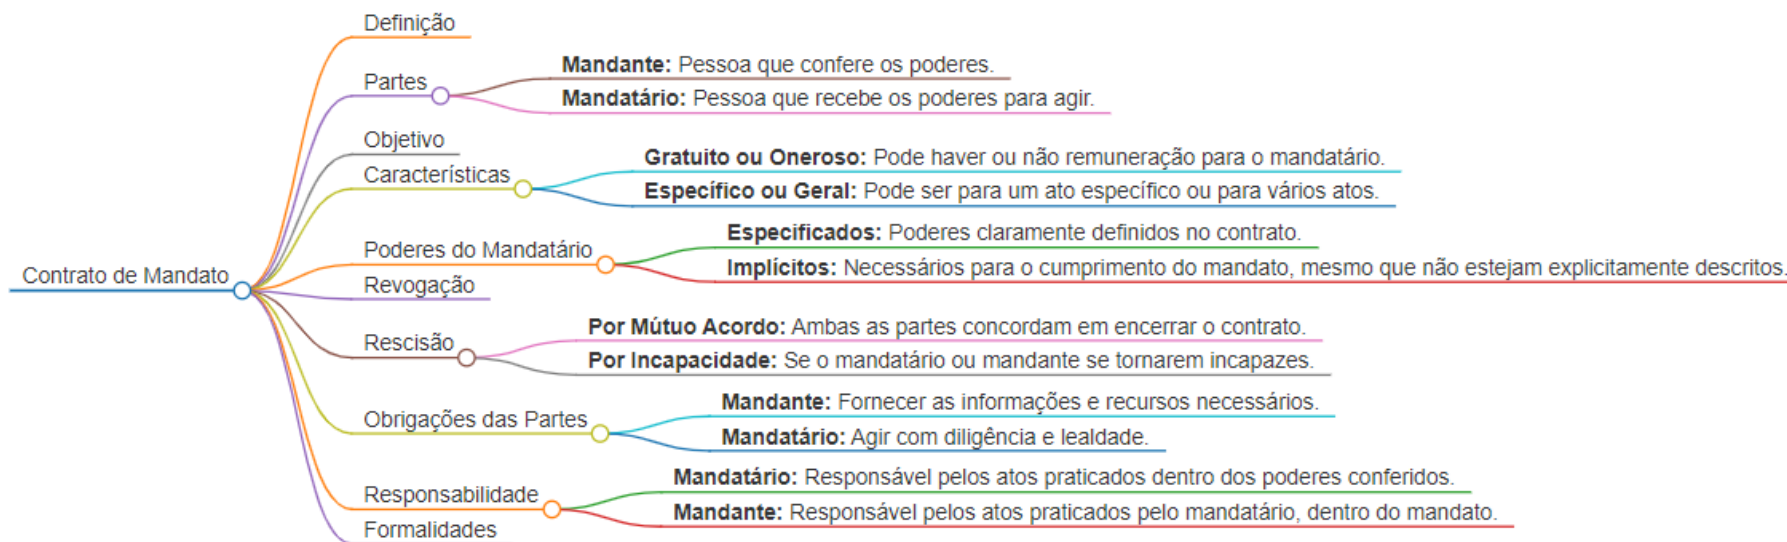 Definição
Partes
Mandante: Pessoa que confere os poderes.
Mandatário: Pessoa que recebe os poderes para agir.
Objetivo
Características
Gratuito ou Oneroso: Pode haver ou não remuneração para o mandatário.
Específico ou Geral: Pode ser para um ato específico ou para vários atos.
Contrato de Mandato
Poderes do Mandatário
Especificados: Poderes claramente definidos no contrato.
Implícitos: Necessários para o cumprimento do mandato, mesmo que não estejam explicitamente descritos.
Revogação
Rescisão
Por Mútuo Acordo: Ambas as partes concordam em encerrar o contrato.
Por Incapacidade: Se o mandatário ou mandante se tornarem incapazes.
Obrigações das Partes
Mandante: Fornecer as informações e recursos necessários.
Mandatário: Agir com diligência e lealdade.
Responsabilidade
Mandatário: Responsável pelos atos praticados dentro dos poderes conferidos.
Mandante: Responsável pelos atos praticados pelo mandatário, dentro do mandato.
Formalidades